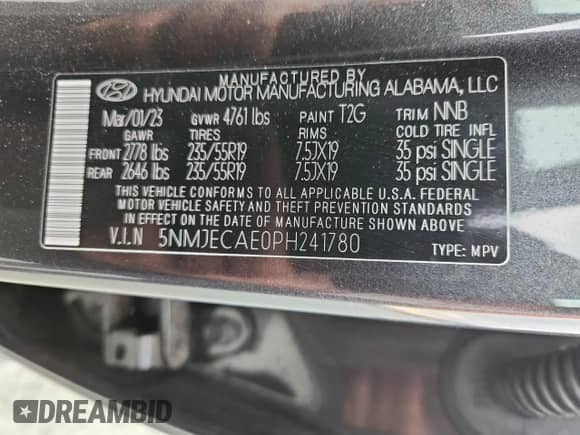 MANUFACTURED BY
HYUNDAI MOTOR MANUFACTURING ALABAMA, LLC
Mar/01/23 GVWR 4761 lbs PAINT T2G TRIM NNB
GAWR TIRES RIMS COLD TIRE INFL
FRONT 2778 lbs 235/55R19 7.5JX19 35 psi SINGLE
REAR 2646 lbs 235/55R19 7.5JX19 35 psi SINGLE
THIS VEHICLE CONFORMS TO ALL APPLICABLE U.S.A. FEDERAL
MOTOR VEHICLE SAFETY AND THEFT PREVENTION STANDARDS
IN EFFECT ON THE DATE OF MANUFACTURE SHOWN ABOVE.
V.I.N 5NMJECAE0PH241780 TYPE: MPV
DREAMBID